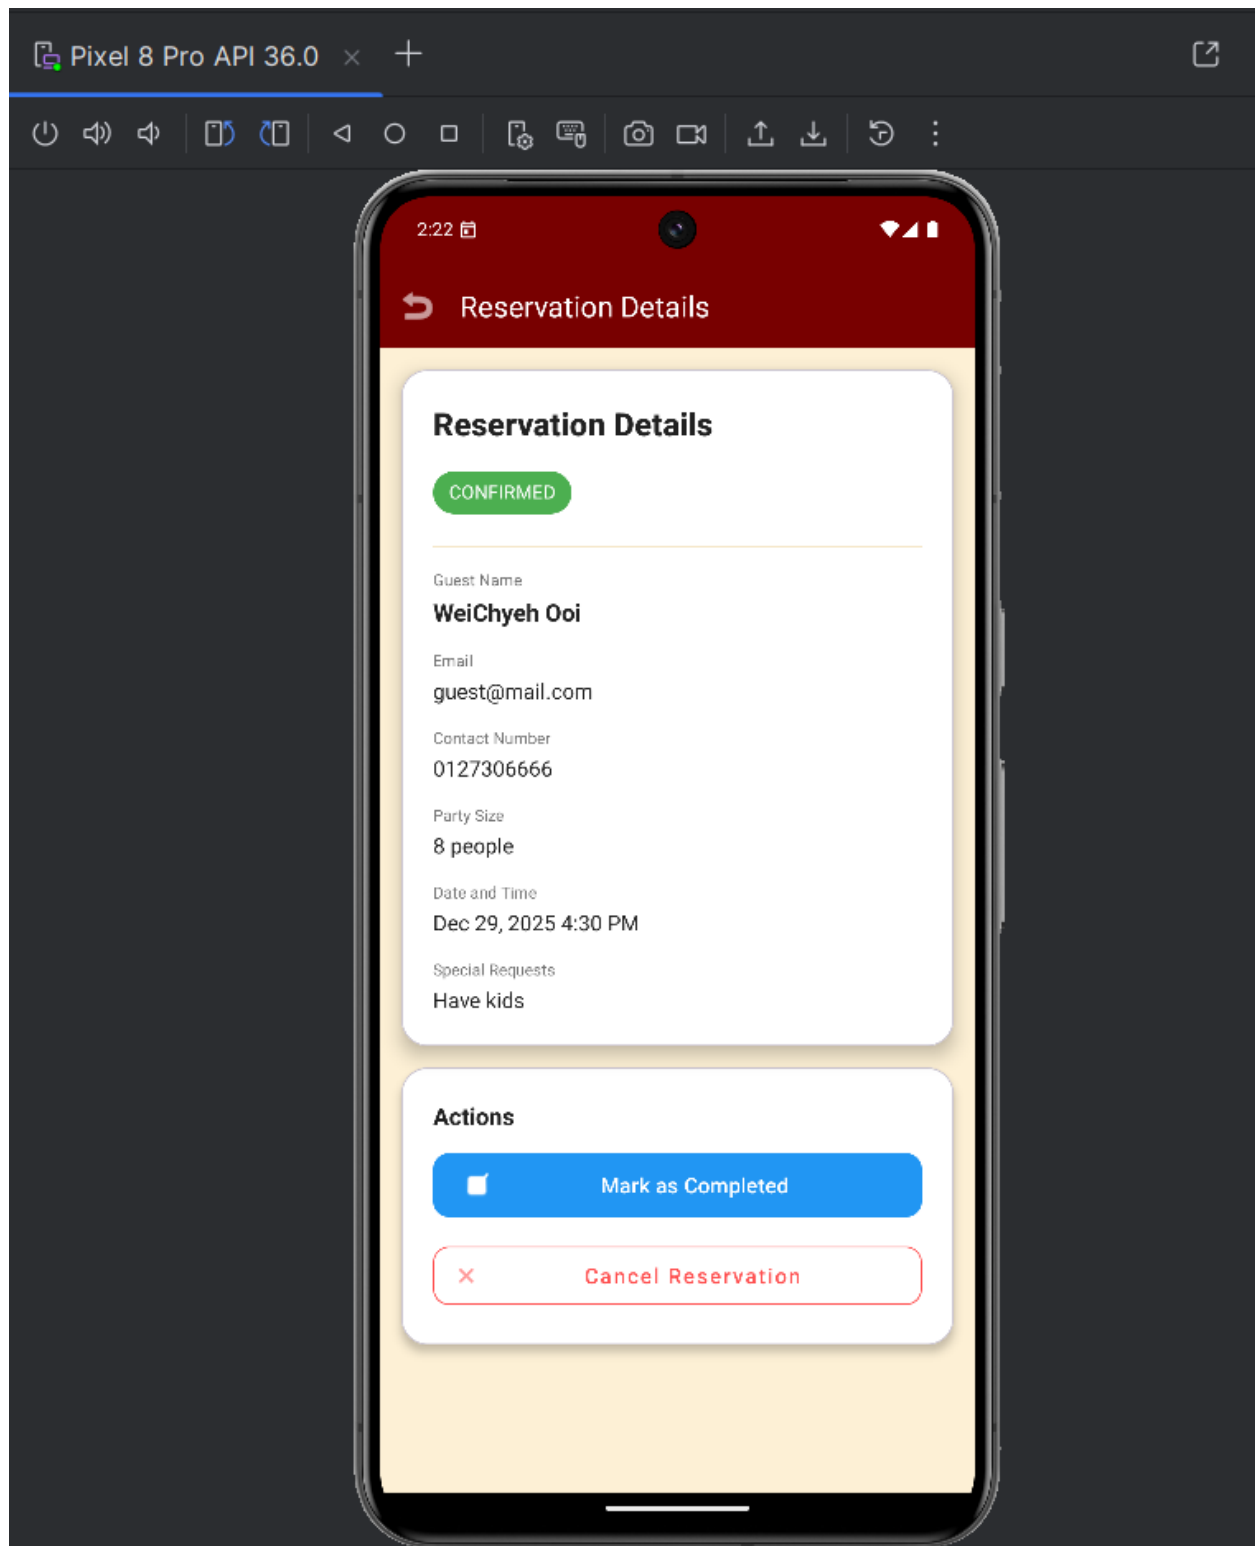 Pixel 8 Pro API 36.0
2:22
Reservation Details
Reservation Details
CONFIRMED
Guest Name
WeiChyeh Ooi
Email
guest@mail.com
Contact Number
0127306666
Party Size
8 people
Date and Time
Dec 29, 2025 4:30 PM
Special Requests
Have kids
Actions
Mark as Completed
Cancel Reservation